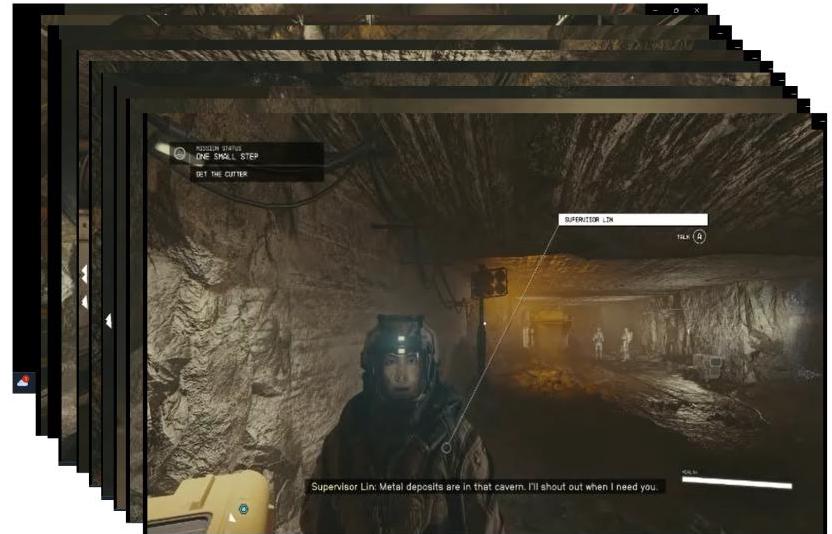 MISSION STATUS
ONE SMALL STEP
GET THE CUTTER
SUPERVISOR LIN
TALK A
HEALTH
Supervisor Lin: Metal deposits are in that cavern. I'll shout out when I need you.